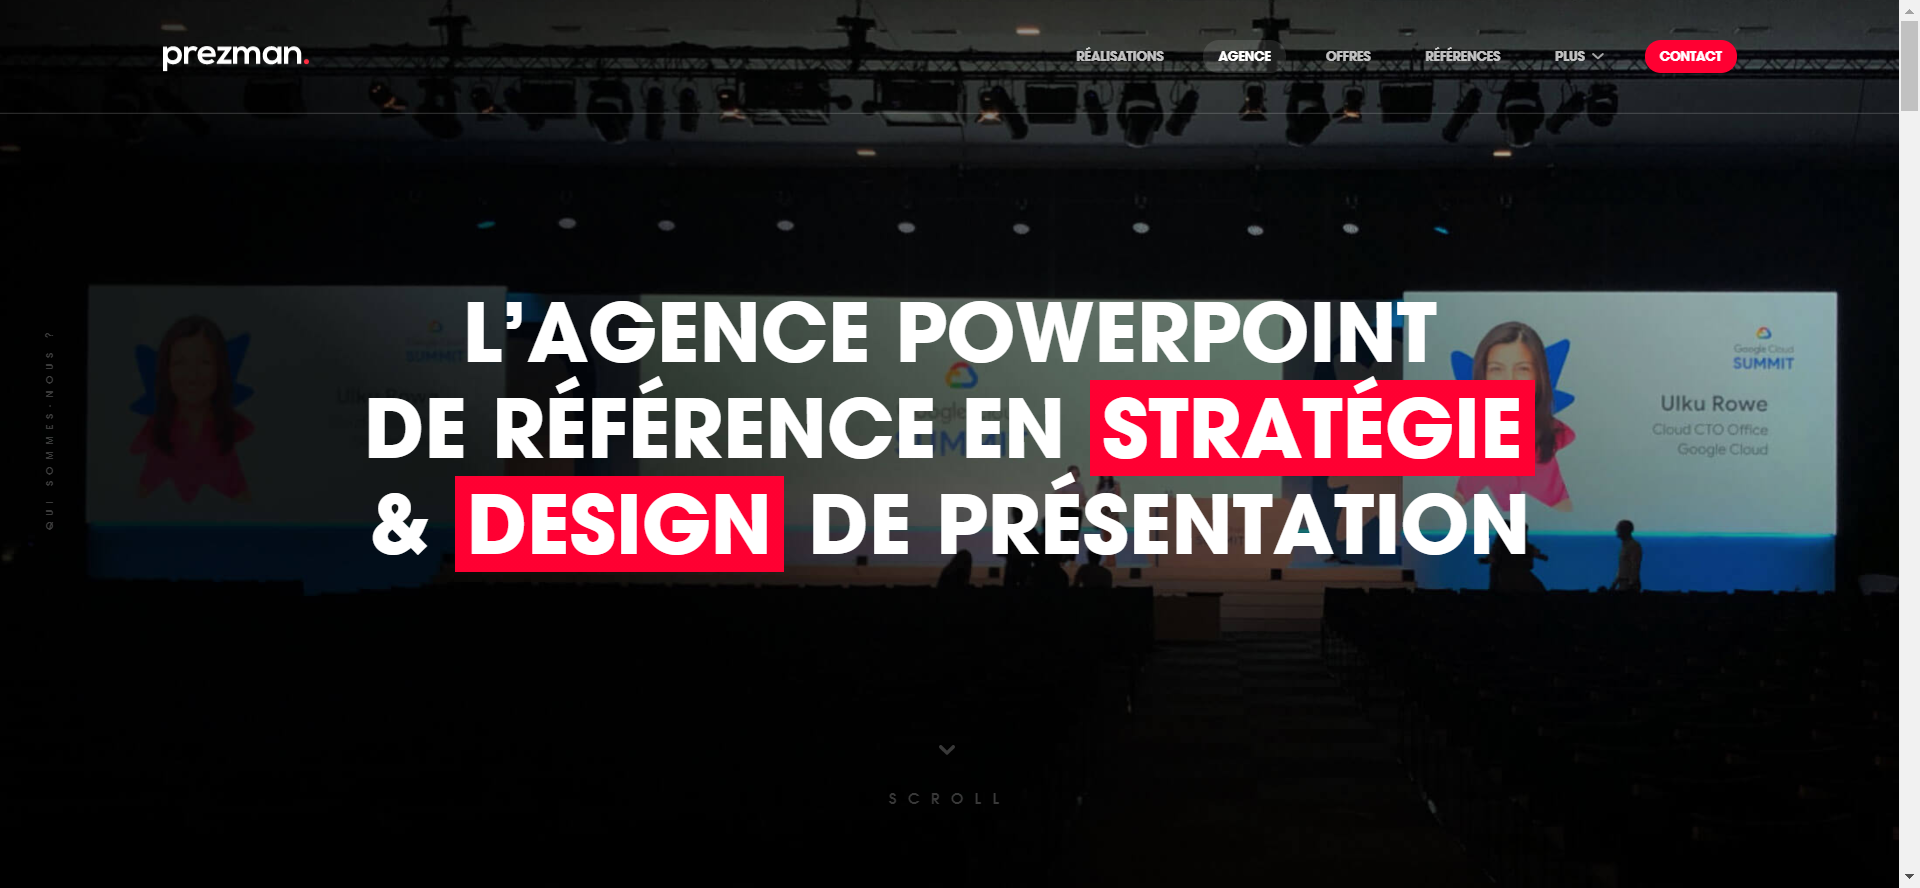 prezman.
RÉALISATIONS
AGENCE
OFFRES
RÉFÉRENCES
PLUS
CONTACT
QUI SOMMES-NOUS ?
L’AGENCE POWERPOINT
DE RÉFÉRENCE EN STRATÉGIE
& DESIGN DE PRÉSENTATION
SUMMIT
Google Cloud
SUMMIT
Ulku Rowe
Cloud CTO Office
Google Cloud
SCROLL